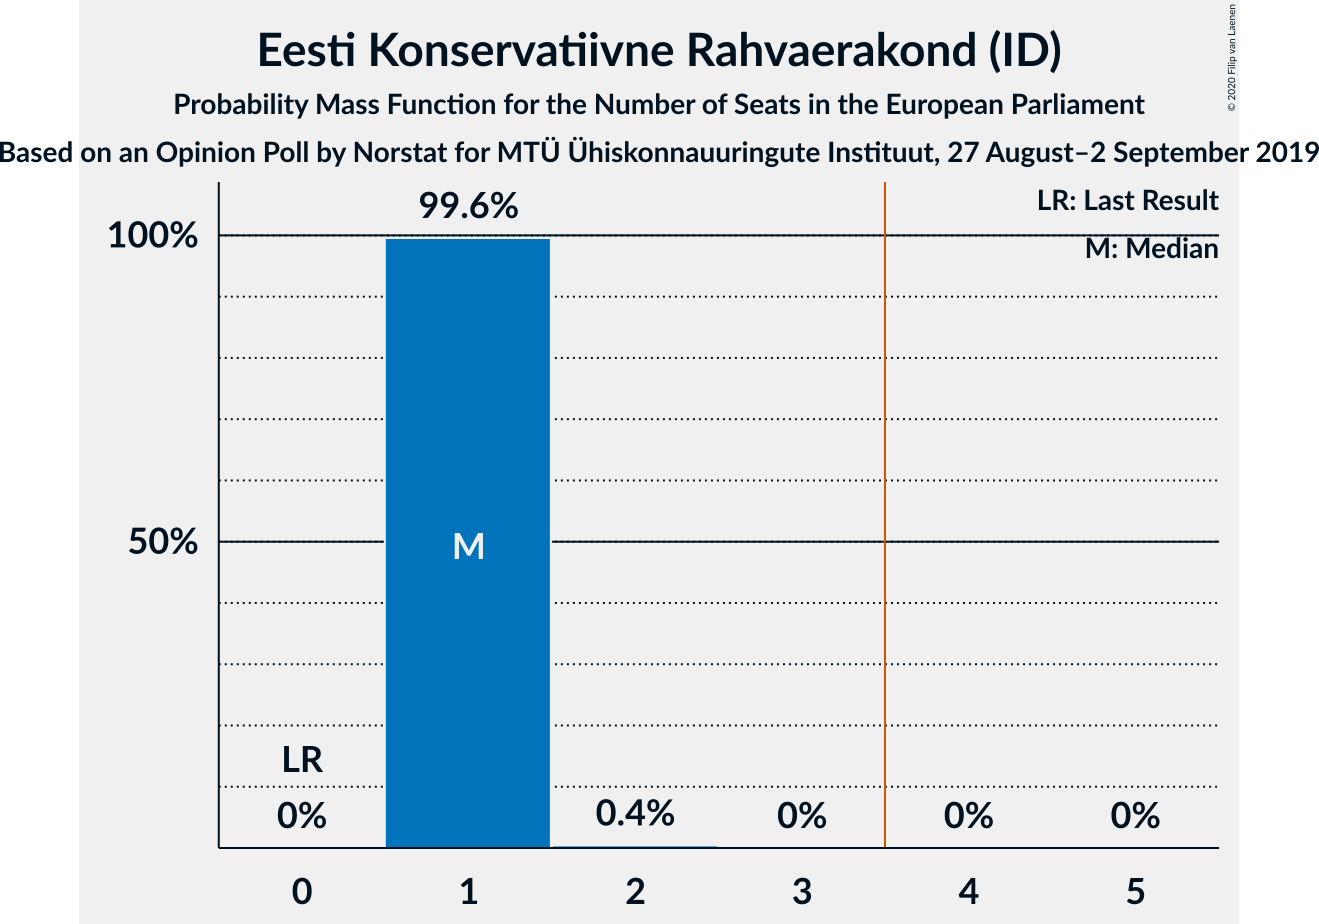 Eesti Konservatiivne Rahvaerakond (ID)
Probability Mass Function for the Number of Seats in the European Parliament
Based on an Opinion Poll by Norstat for MTÜ Ühiskonnauuringute Instituut, 27 August–2 September 2019
© 2020 Filip van Laenen
LR: Last Result
M: Median
99.6%
100%
50%
M
LR
0%
0.4%
0%
0%
0%
0 1 2 3 4 5